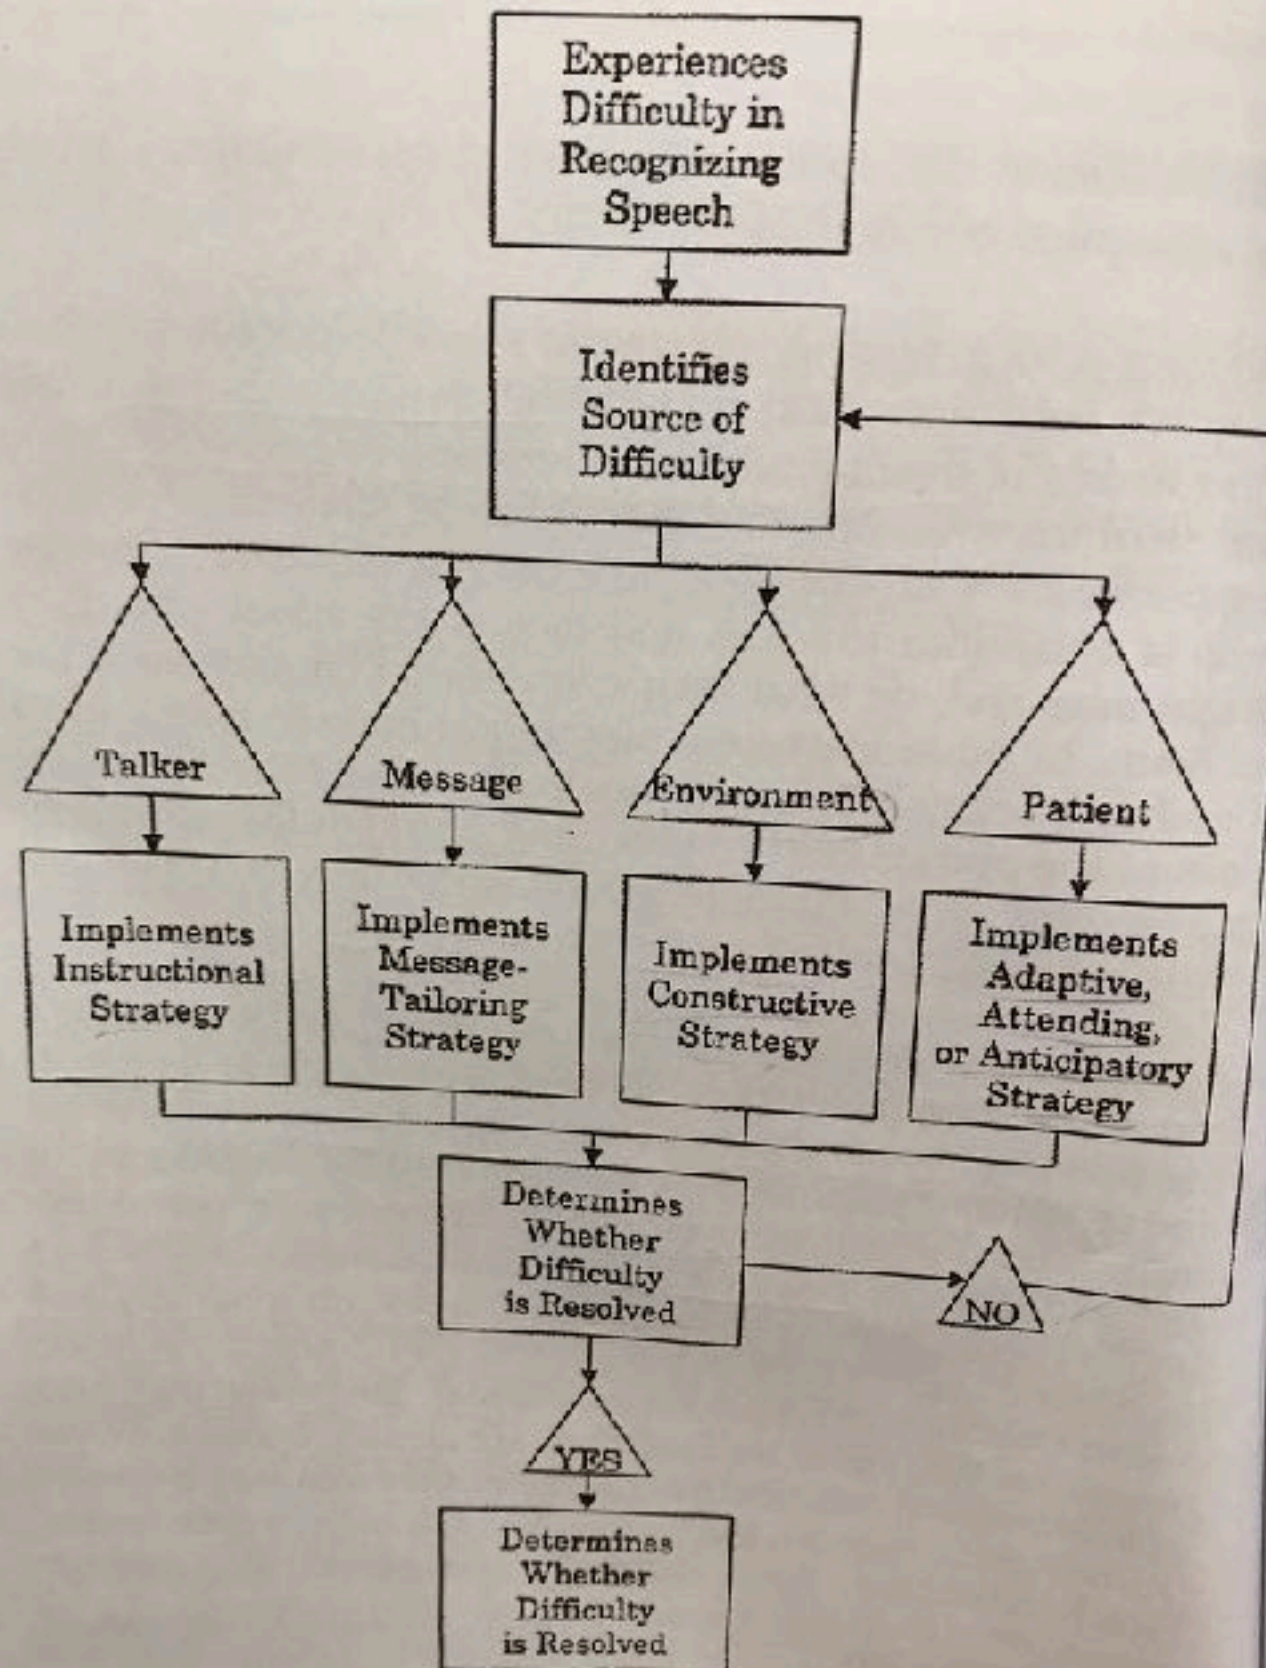 Experiences
Difficulty in
Recognizing
Speech
Identifies
Source of
Difficulty
Talker
Message
Environment
Patient
Implements
Instructional
Strategy
Implements
Message-
Tailoring
Strategy
Implements
Constructive
Strategy
Implements
Adaptive,
Attending,
or Anticipatory
Strategy
Determines
Whether
Difficulty
is Resolved
NO
YES
Determines
Whether
Difficulty
is Resolved